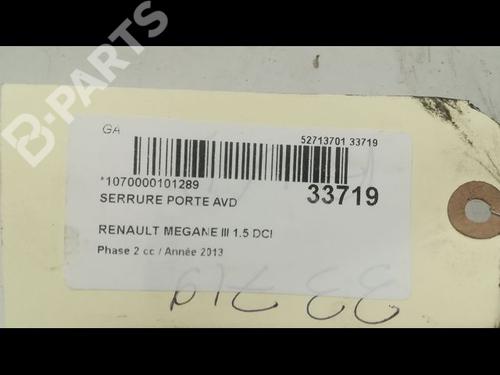 B-PARTS
GA
52713701 33719
*1070000101289
SERRURE PORTE AVD
33719
RENAULT MEGANE III 1.5 DCI
Phase 2 cc / Année 2013
33719